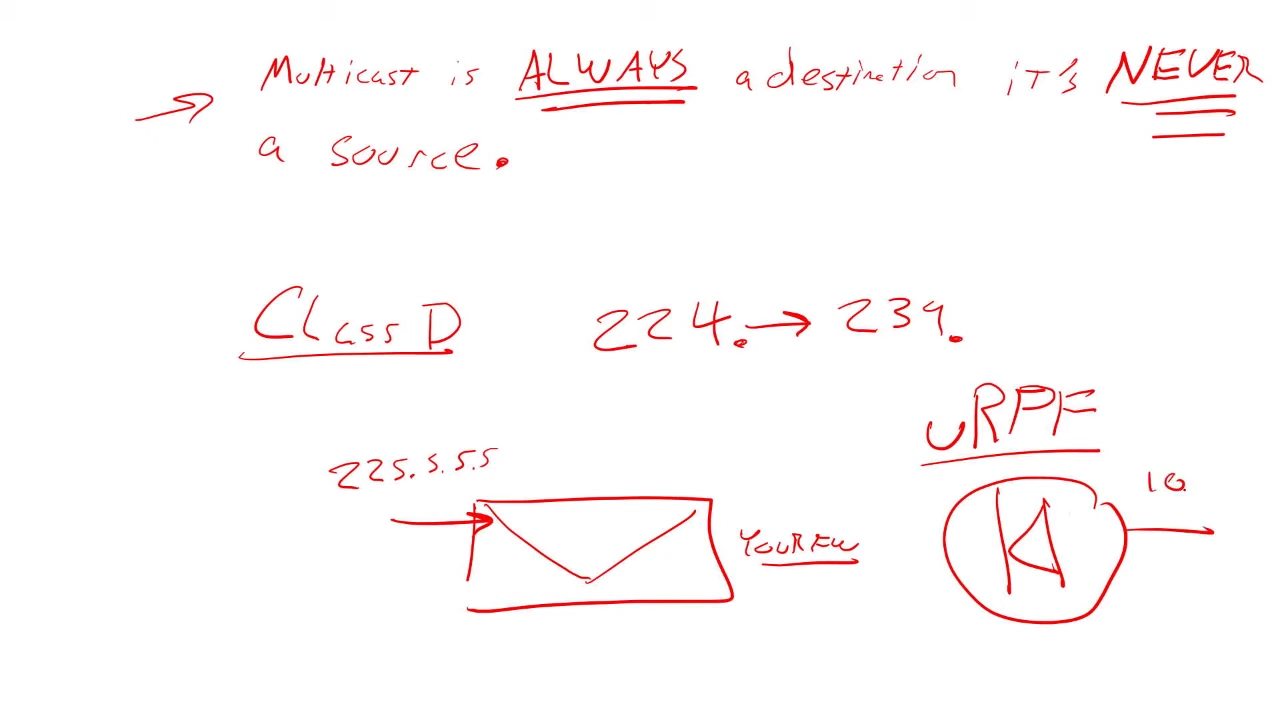 Multicast is ALWAYS a destination it's NEVER
a source.
Class D 224. → 239.
uRPF
225.5.5.5
10.
YOUR FW